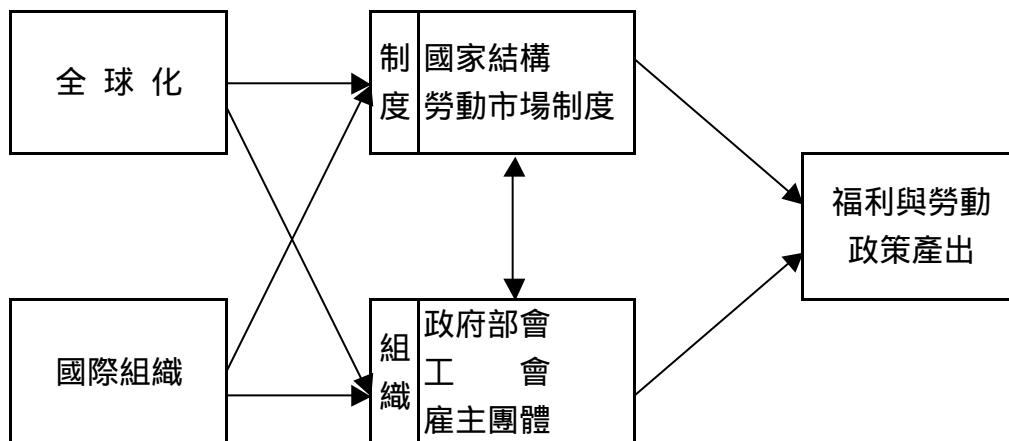 全 球 化
制度
國家結構
勞動市場制度
福利與勞動
政策產出
國際組織
組織
政府部會
工 會
雇主團體